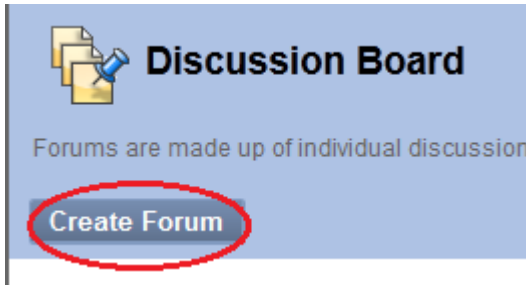 Discussion Board
Forums are made up of individual discussion
Create Forum